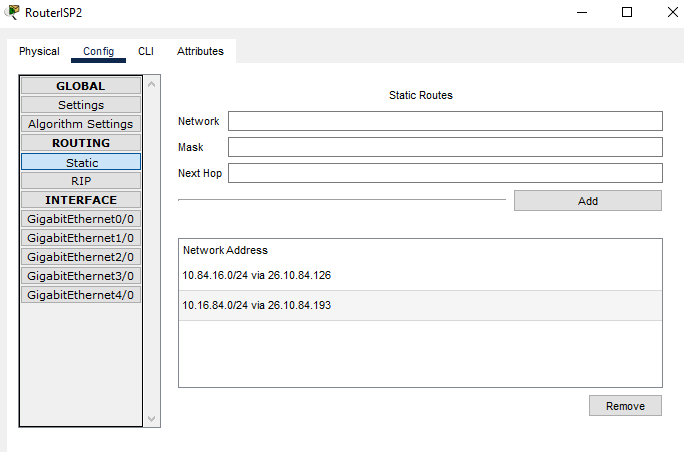 RouterISP2
Physical Config CLI Attributes
GLOBAL
Settings
Algorithm Settings
ROUTING
Static
RIP
INTERFACE
GigabitEthernet0/0
GigabitEthernet1/0
GigabitEthernet2/0
GigabitEthernet3/0
GigabitEthernet4/0
Static Routes
Network
Mask
Next Hop
Add
Network Address
10.84.16.0/24 via 26.10.84.126
10.16.84.0/24 via 26.10.84.193
Remove